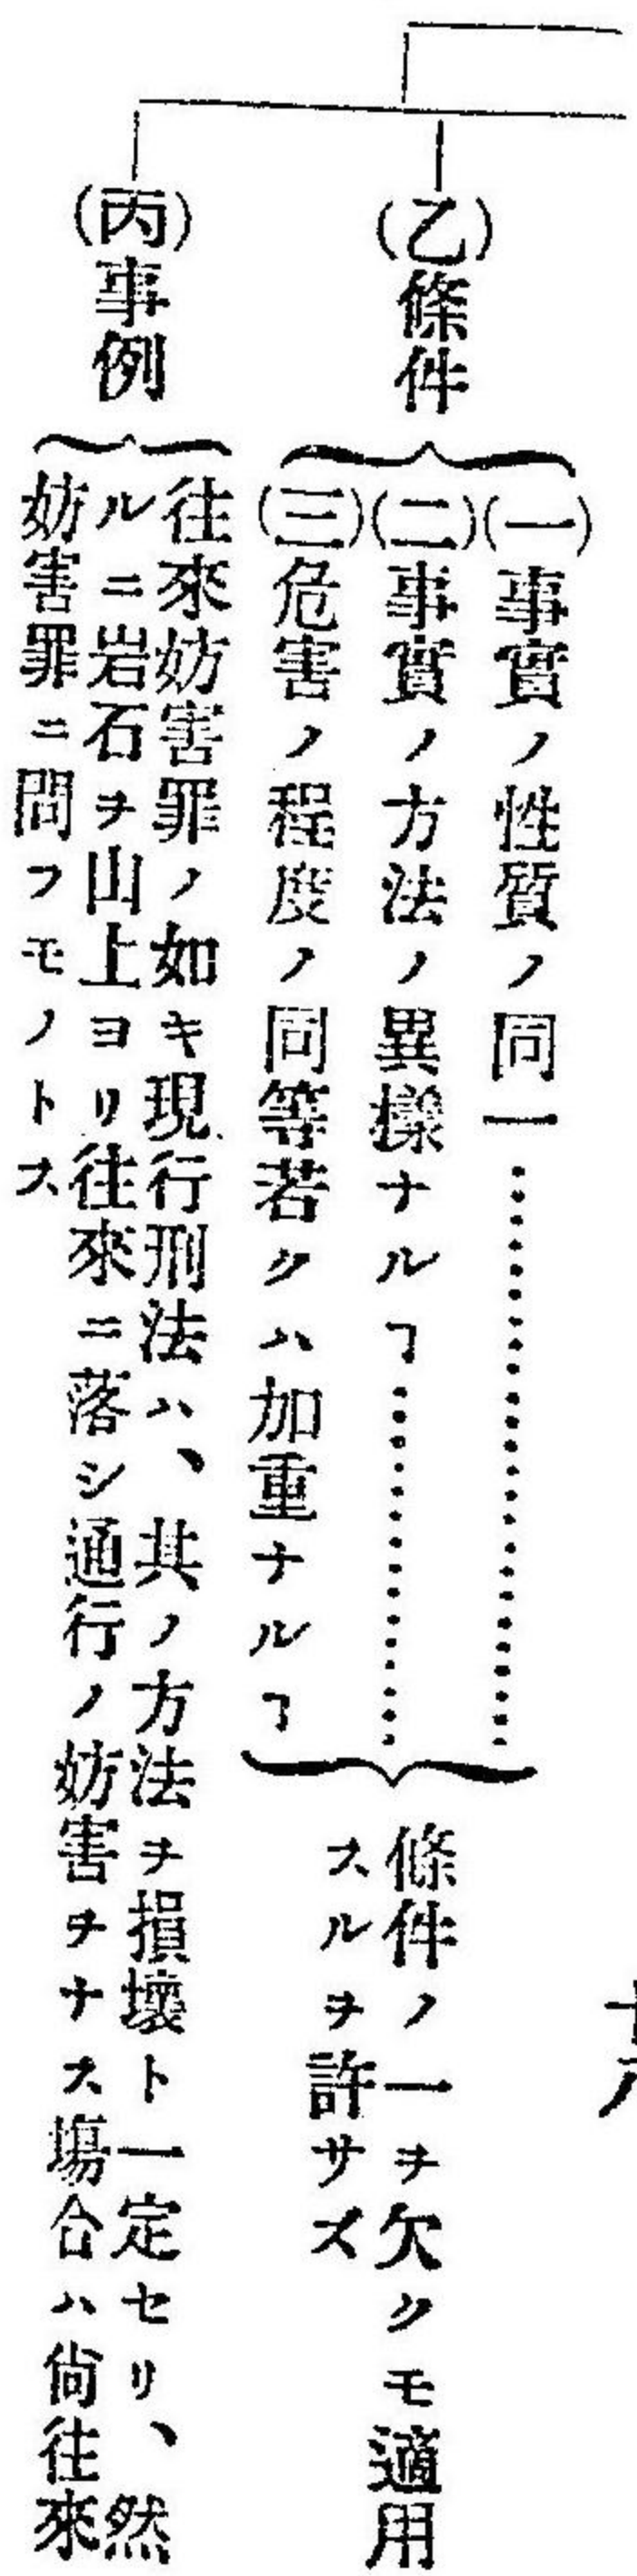 (乙)條件
(一)事實ノ性質ノ同一………………
(二)事實ノ方法ノ異樣ナルヿ…………
(三)危害ノ程度ノ同等若クハ加重ナルヿ
條件ノ一ヲ欠クモ適用
スルヲ許サズ
(丙)事例
往來妨害罪ノ如キ現行刑法ハ、其ノ方法ヲ損壞ト一定セリ、然
ルニ岩石ヲ山上ヨリ往來ニ落シ通行ノ妨害ヲナス塲合ハ尙往來
妨害罪ニ問フモノトス